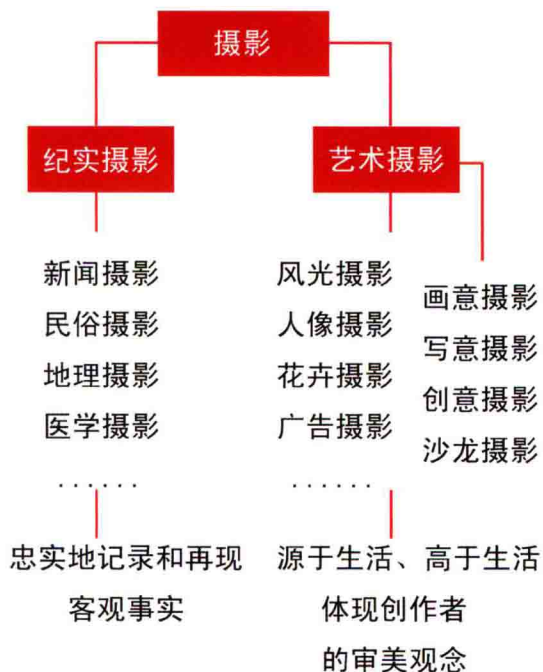 摄影
纪实摄影
艺术摄影
新闻摄影
民俗摄影
地理摄影
医学摄影
......
忠实地记录和再现
客观事实
风光摄影
人像摄影
花卉摄影
广告摄影
......
画意摄影
写意摄影
创意摄影
沙龙摄影
源于生活、高于生活
体现创作者
的审美观念